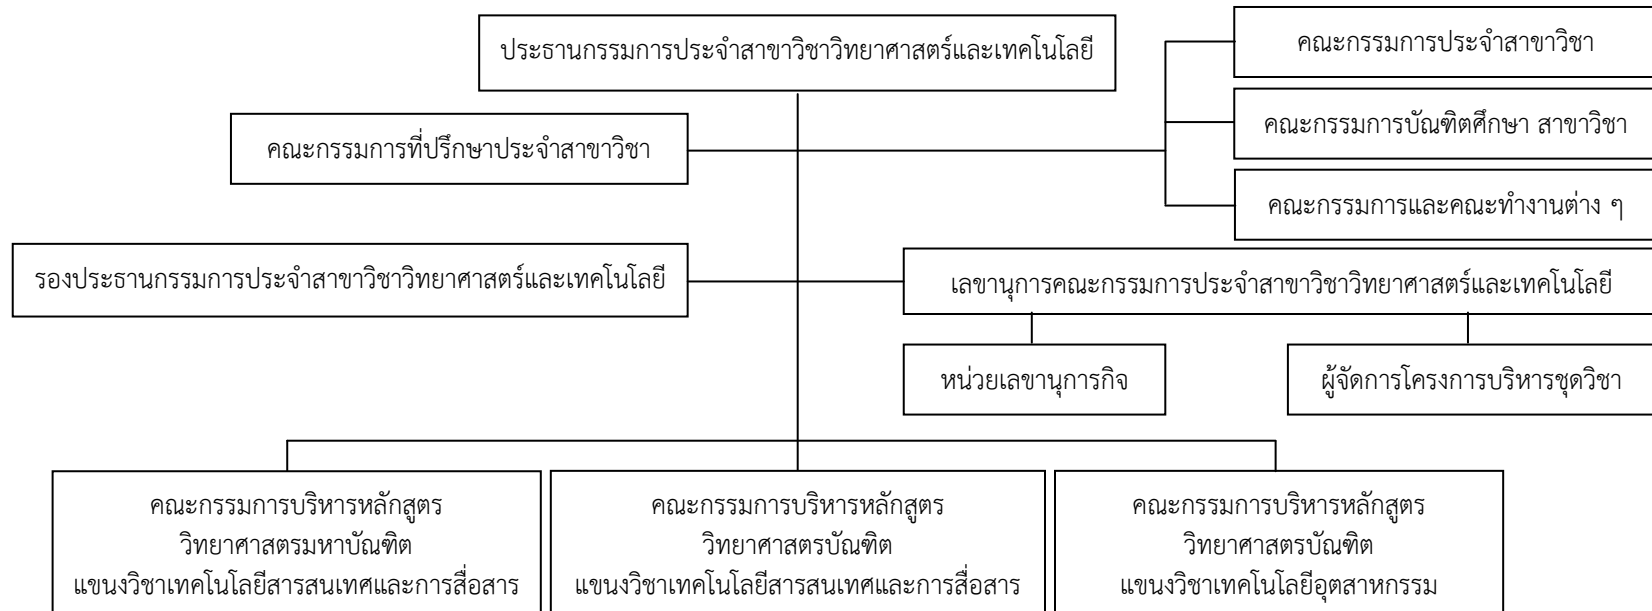 ประธานกรรมการประจำสาขาวิชาวิทยาศาสตร์และเทคโนโลยี
คณะกรรมการประจำสาขาวิชา
คณะกรรมการบัณฑิตศึกษา สาขาวิชา
คณะกรรมการที่ปรึกษาประจำสาขาวิชา
คณะกรรมการและคณะทำงานต่าง ๆ
รองประธานกรรมการประจำสาขาวิชาวิทยาศาสตร์และเทคโนโลยี
เลขานุการคณะกรรมการประจำสาขาวิชาวิทยาศาสตร์และเทคโนโลยี
หน่วยเลขานุการกิจ
ผู้จัดการโครงการบริหารชุดวิชา
คณะกรรมการบริหารหลักสูตร
วิทยาศาสตรมหาบัณฑิต
แขนงวิชาเทคโนโลยีสารสนเทศและการสื่อสาร
คณะกรรมการบริหารหลักสูตร
วิทยาศาสตรบัณฑิต
แขนงวิชาเทคโนโลยีสารสนเทศและการสื่อสาร
คณะกรรมการบริหารหลักสูตร
วิทยาศาสตรบัณฑิต
แขนงวิชาเทคโนโลยีอุตสาหกรรม